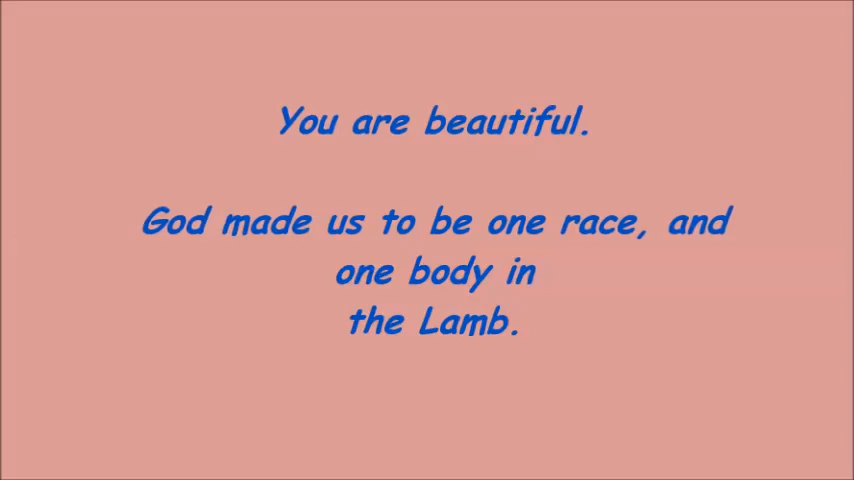 You are beautiful.
God made us to be one race, and
one body in
the Lamb.